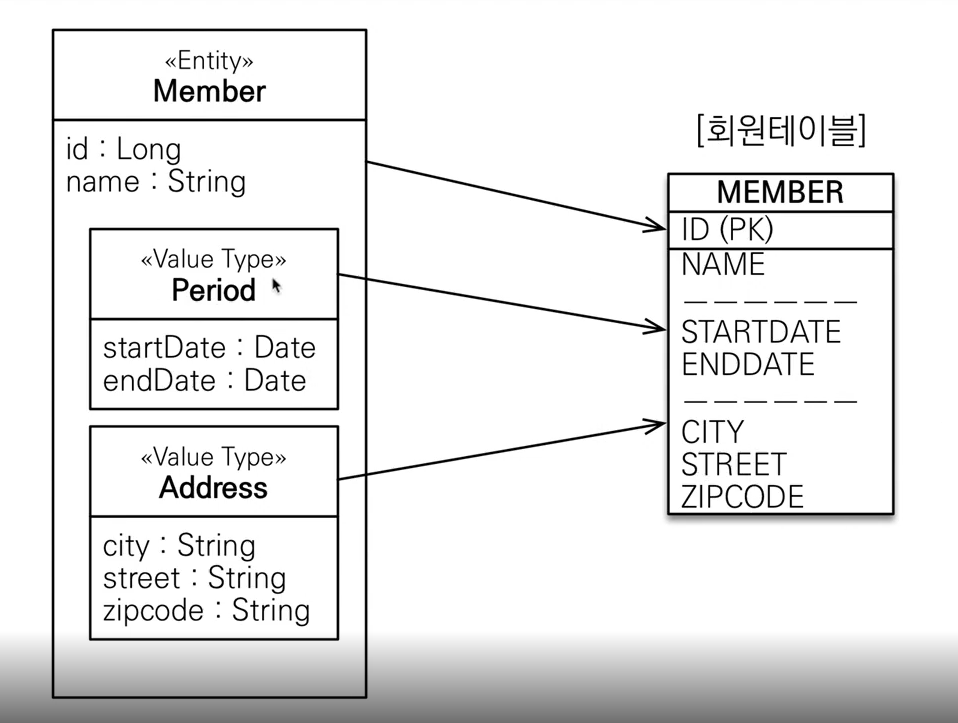 «Entity»
Member
id : Long
name : String
«Value Type»
Period
startDate : Date
endDate : Date
«Value Type»
Address
city : String
street : String
zipcode : String
[회원테이블]
MEMBER
ID (PK)
NAME
STARTDATE
ENDDATE
CITY
STREET
ZIPCODE